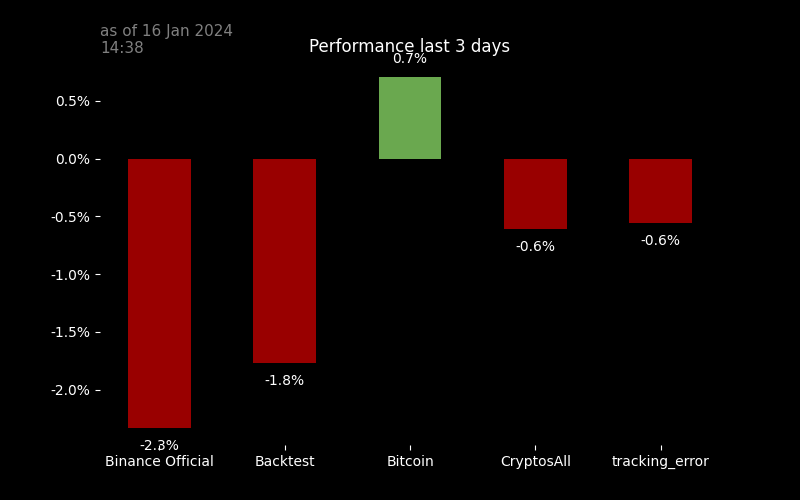 as of 16 Jan 2024
14:38
Performance last 3 days
0.7%
0.5%
0.0%
-0.5%
-0.6%
-0.6%
-1.0%
-1.5%
-1.8%
-2.0%
-2.3%
Binance Official
Backtest
Bitcoin
CryptosAll
tracking_error